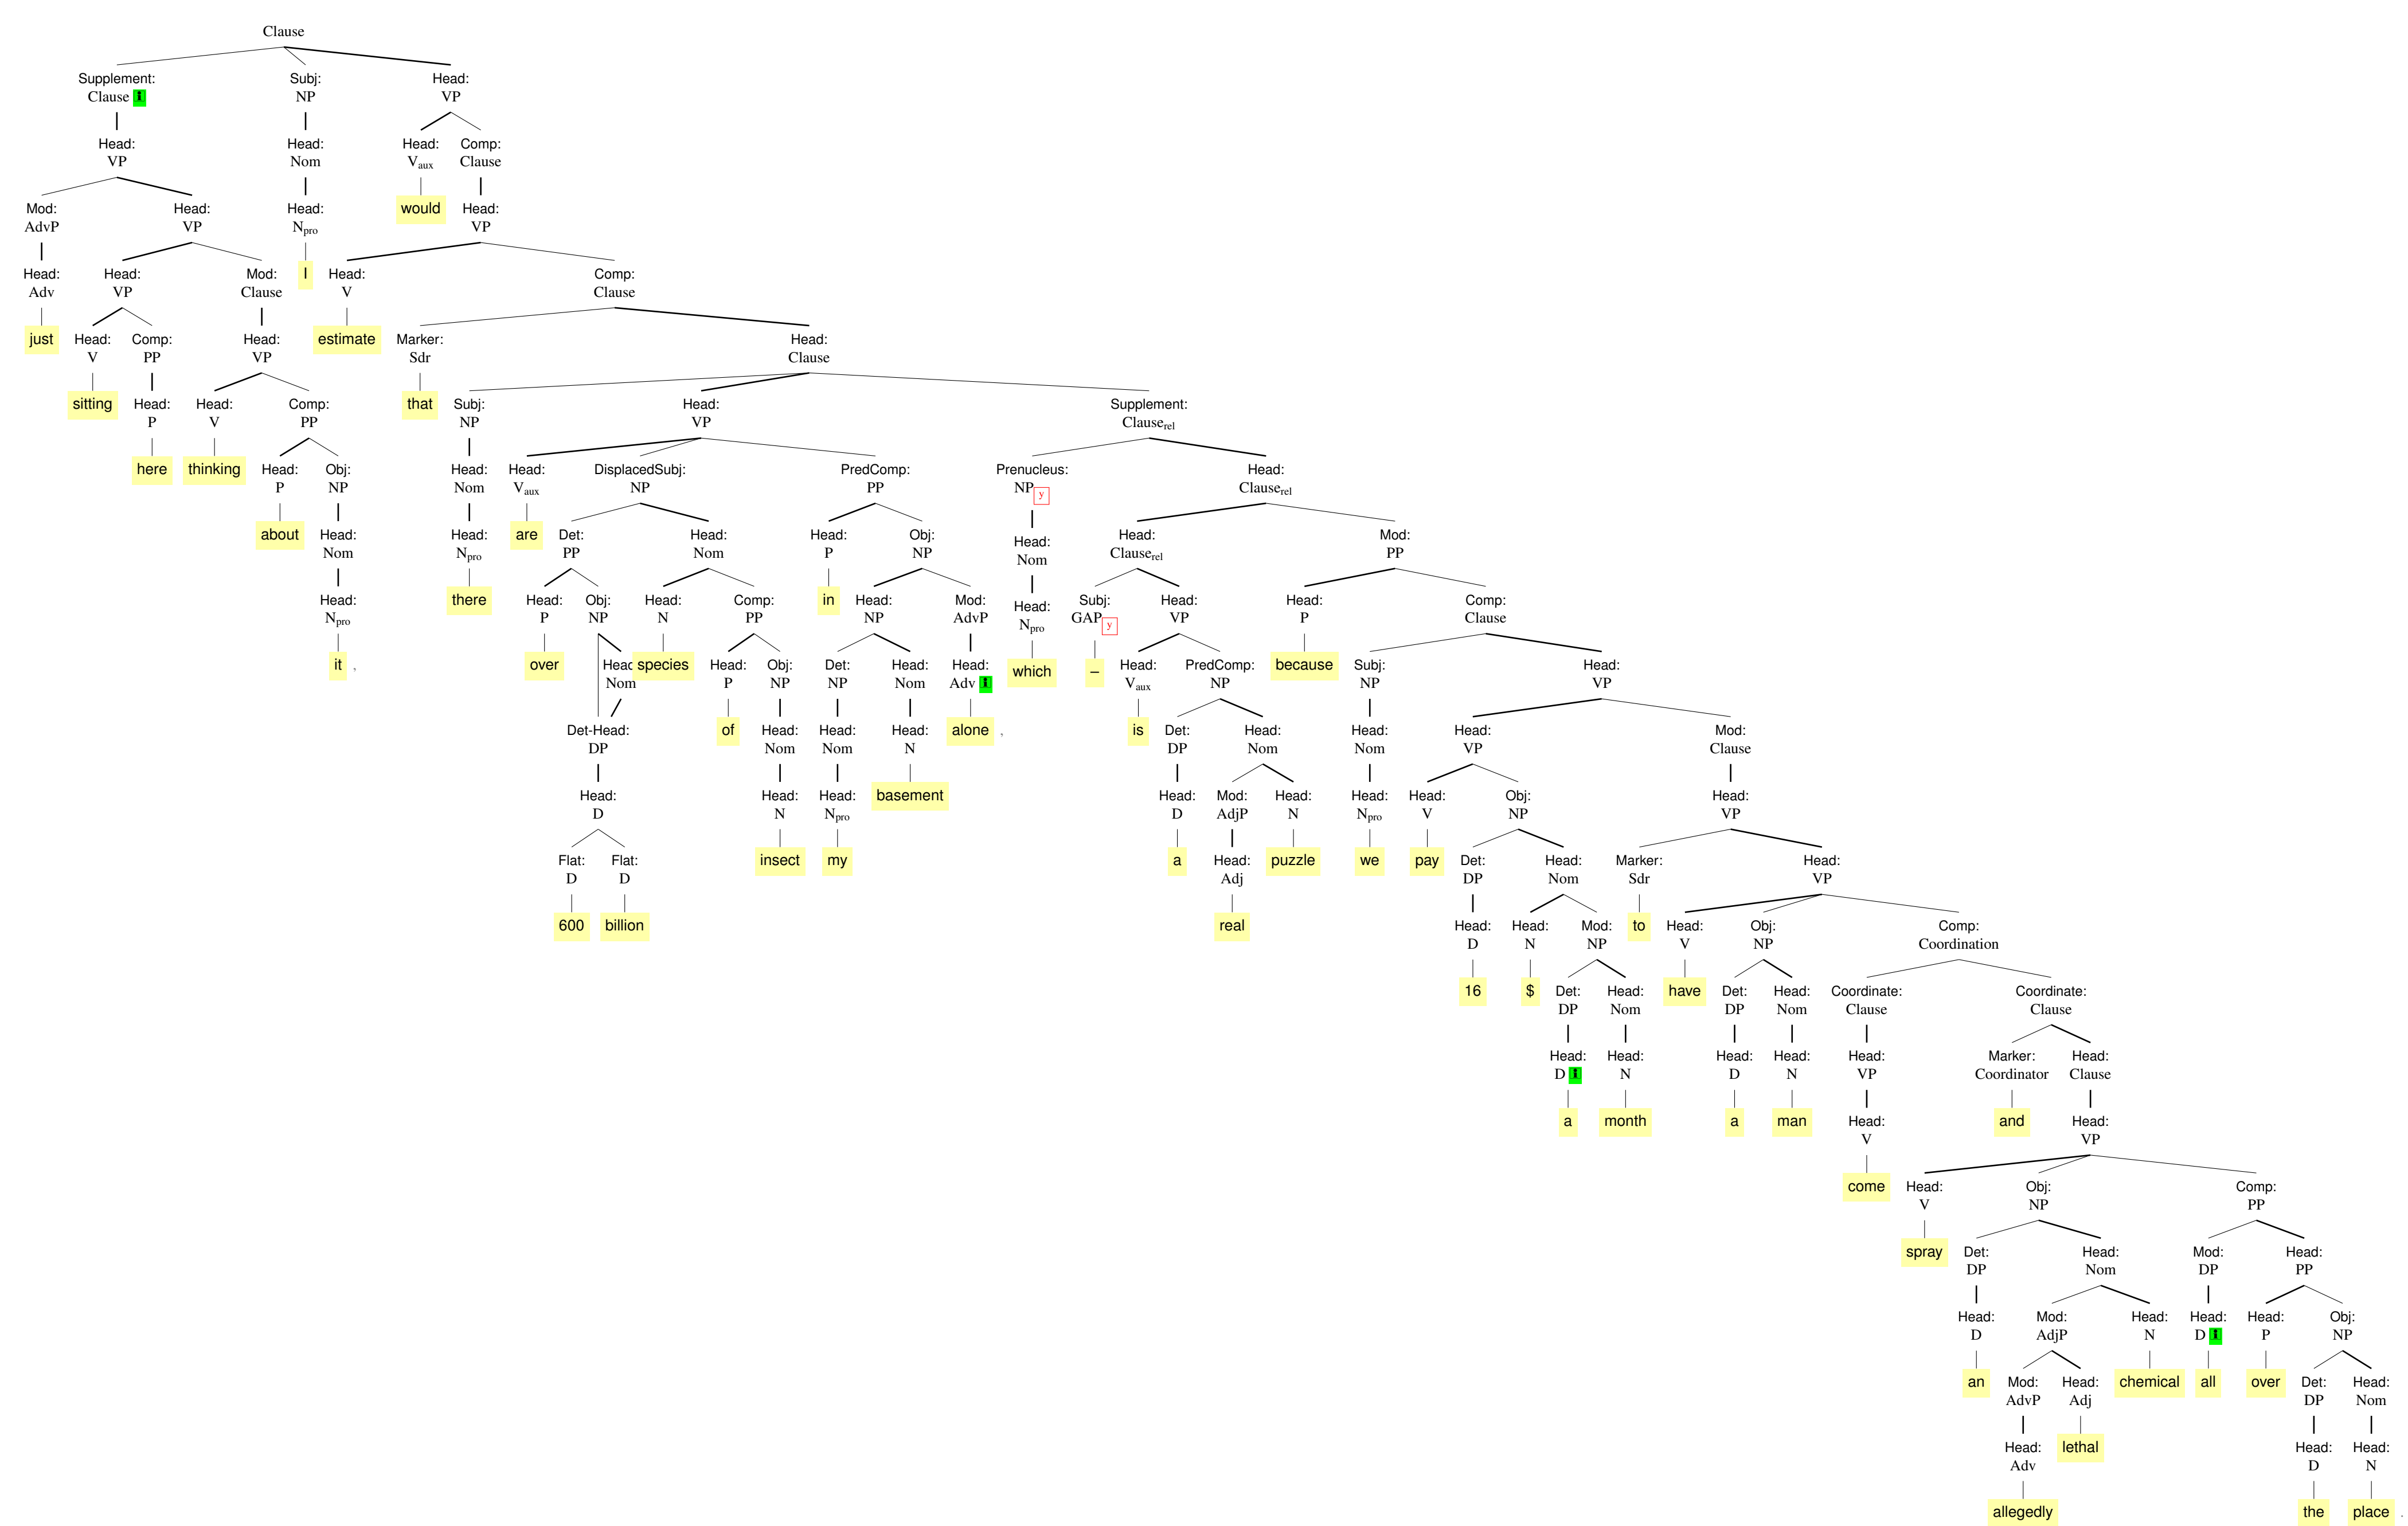 Clause
Supplement: Subj: Head:
Clause i NP VP
Head: Head: Head: Comp:
VP Nom Vaux Clause
Mod: Head: Head: would Head:
AdvP VP Npro VP
Head: Head: Mod: I Head: Comp:
Adv VP Clause V Clause
just Head: Comp: Head: estimate Marker: Head:
V PP VP Sdr Clause
sitting Head: Head: Comp: that Subj: Head: Supplement:
P V PP NP VP Clauserel
here thinking Head: Obj: Head: Head: DisplacedSubj: PredComp: Prenucleus: Head:
P NP Nom Vaux NP PP NP y Clauserel
about Head: Head: are Det: Head: Head: Obj: Head: Head: Mod:
Nom Npro PP Nom P NP Nom Clauserel PP
Head: there Head: Obj: Head: Comp: in Head: Mod: Head: Subj: Head: Head: Comp:
Npro P NP N PP NP AdvP Npro GAP y VP P Clause
it , over Head: species Head: Obj: Det: Head: Head: which – Head: PredComp: because Subj: Head:
Nom P NP NP Nom Adv i Vaux NP NP VP
Det-Head: of Head: Head: Head: alone , is Det: Head: Head: Head: Mod:
DP Nom Nom N DP Nom Nom VP Clause
Head: Head: Head: basement Head: Mod: Head: Head: Head: Obj: Head:
D N Npro D AdjP N Npro V NP VP
Flat: Flat: insect my a Head: puzzle we pay Det: Head: Marker: Head:
D D Adj DP Nom Sdr VP
600 billion real Head: Head: Mod: to Head: Obj: Comp:
D N NP V NP Coordination
16 $ Det: Head: have Det: Head: Coordinate: Coordinate:
DP Nom DP Nom Clause Clause
Head: Head: Head: Head: Head: Marker: Head:
D i N D N VP Coordinator Clause
a month a man Head: and Head:
V VP
come Head: Obj: Comp:
V NP PP
spray Det: Head: Mod: Head:
DP Nom DP PP
Head: Mod: Head: Head: Head: Obj:
D AdjP N D i P NP
an Mod: Head: chemical all over Det: Head:
AdvP Adj DP Nom
Head: lethal Head: Head:
Adv D N
allegedly the place .